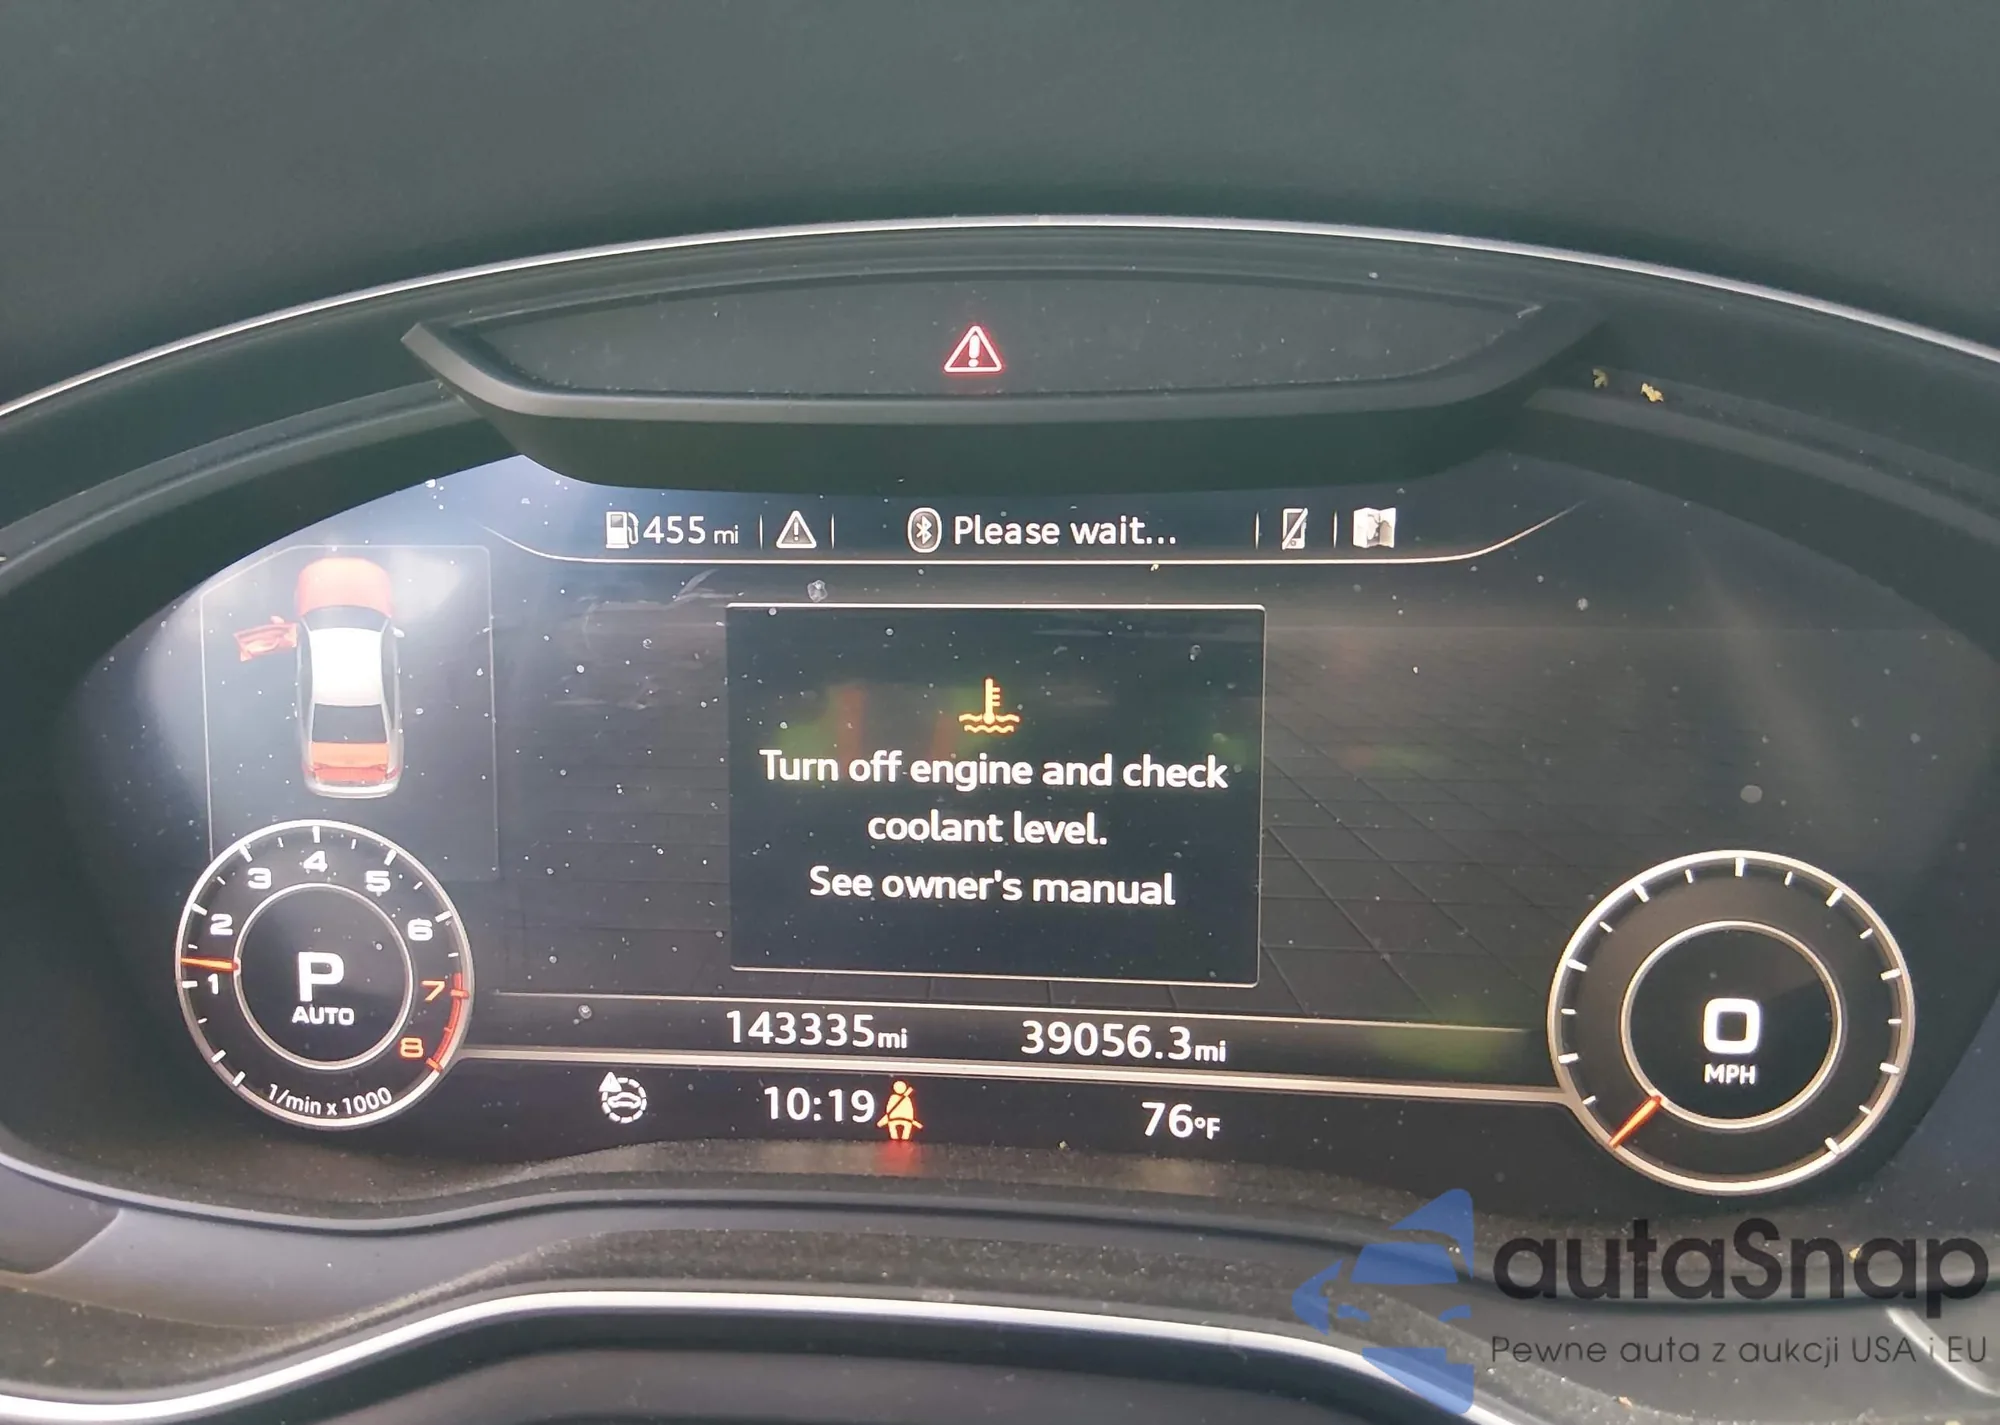 455 mi
Please wait...
Turn off engine and check
coolant level.
See owner's manual
1 2 3 4 5 6 7 8
P
AUTO
1/min x 1000
143335mi 39056.3mi
0
MPH
10:19 76°F
autaSnap
Pewne auta z aukcji USA i EU